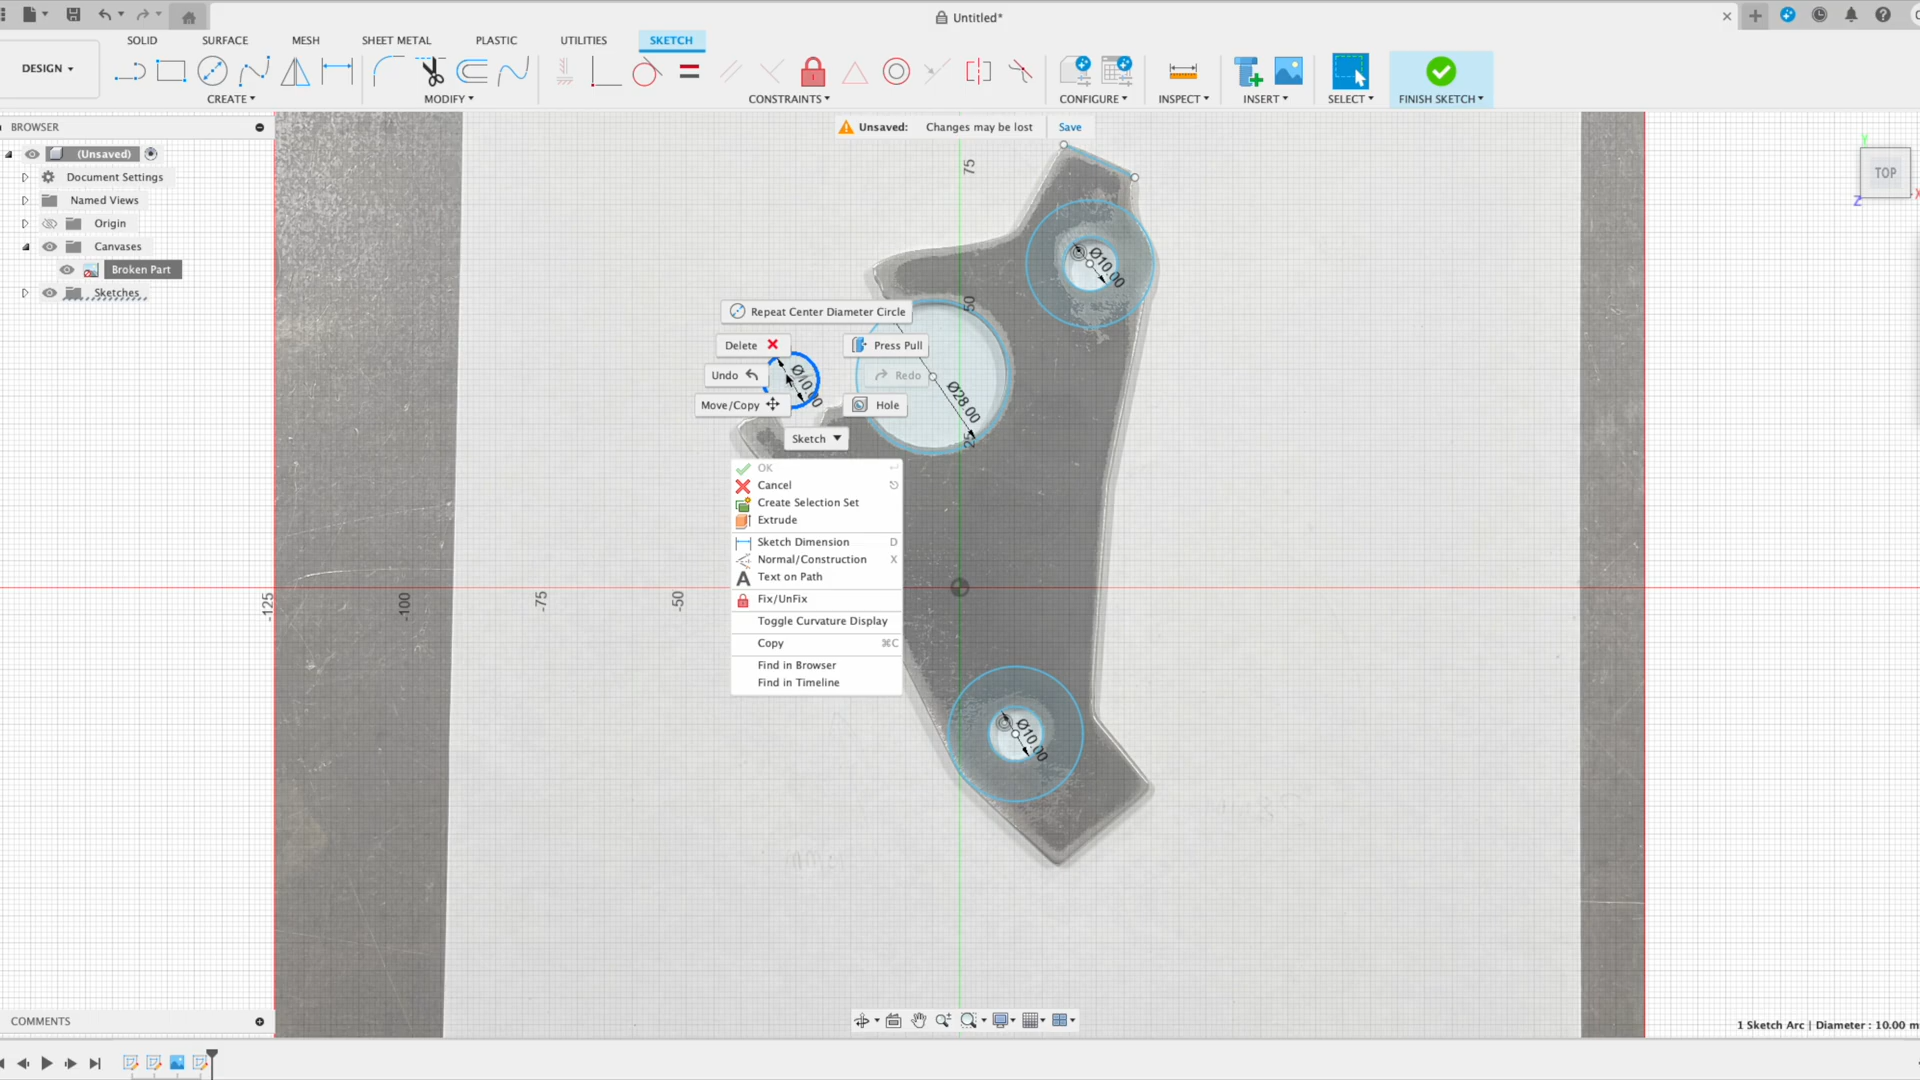 Untitled*
SOLID SURFACE MESH SHEET METAL PLASTIC UTILITIES SKETCH
DESIGN
CREATE MODIFY CONSTRAINTS CONFIGURE INSPECT INSERT SELECT FINISH SKETCH
BROWSER
Unsaved: Changes may be lost Save
(Unsaved)
Document Settings
Named Views
Origin
Canvases
Broken Part
Sketches
TOP
Y
X
Z
75
50
25
-125
-100
-75
-50
Ø10.00
Ø28.00
Ø10.00
Ø10.00
Repeat Center Diameter Circle
Delete
Press Pull
Undo
Redo
Move/Copy
Hole
Sketch
OK
Cancel
Create Selection Set
Extrude
Sketch Dimension D
Normal/Construction X
Text on Path
Fix/UnFix
Toggle Curvature Display
Copy ⌘C
Find in Browser
Find in Timeline
COMMENTS
1 Sketch Arc | Diameter : 10.00 m